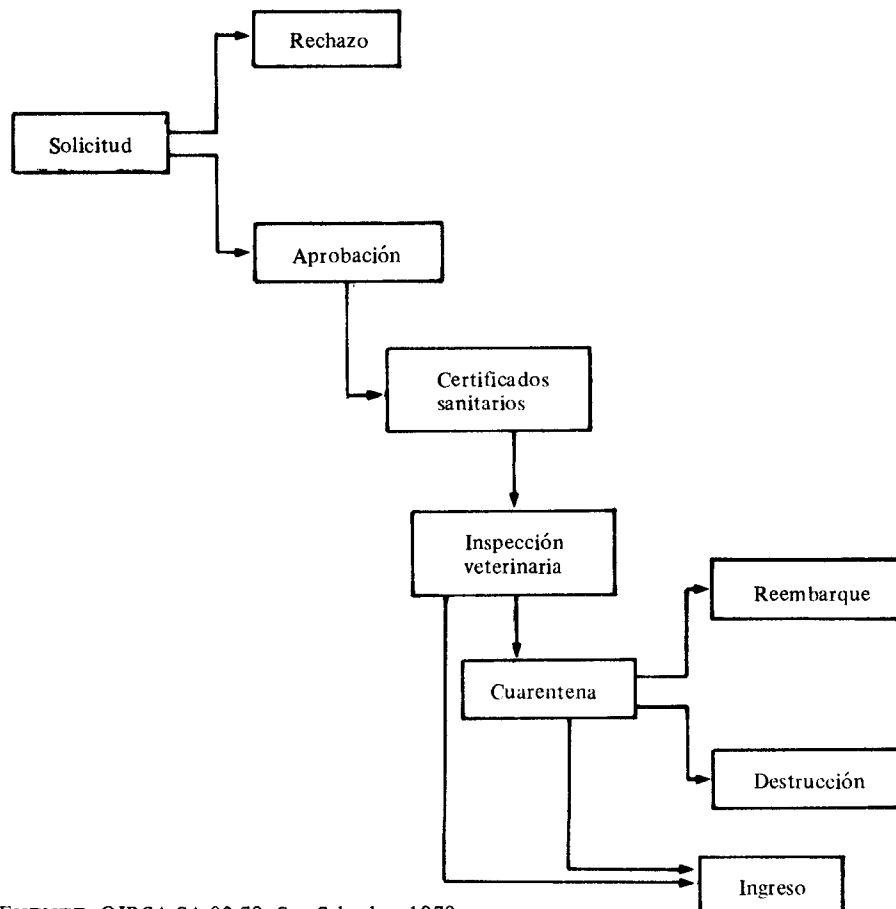 Rechazo
Solicitud
Aprobación
Certificados
sanitarios
Inspección
veterinaria
Reembarque
Cuarentena
Destrucción
Ingreso